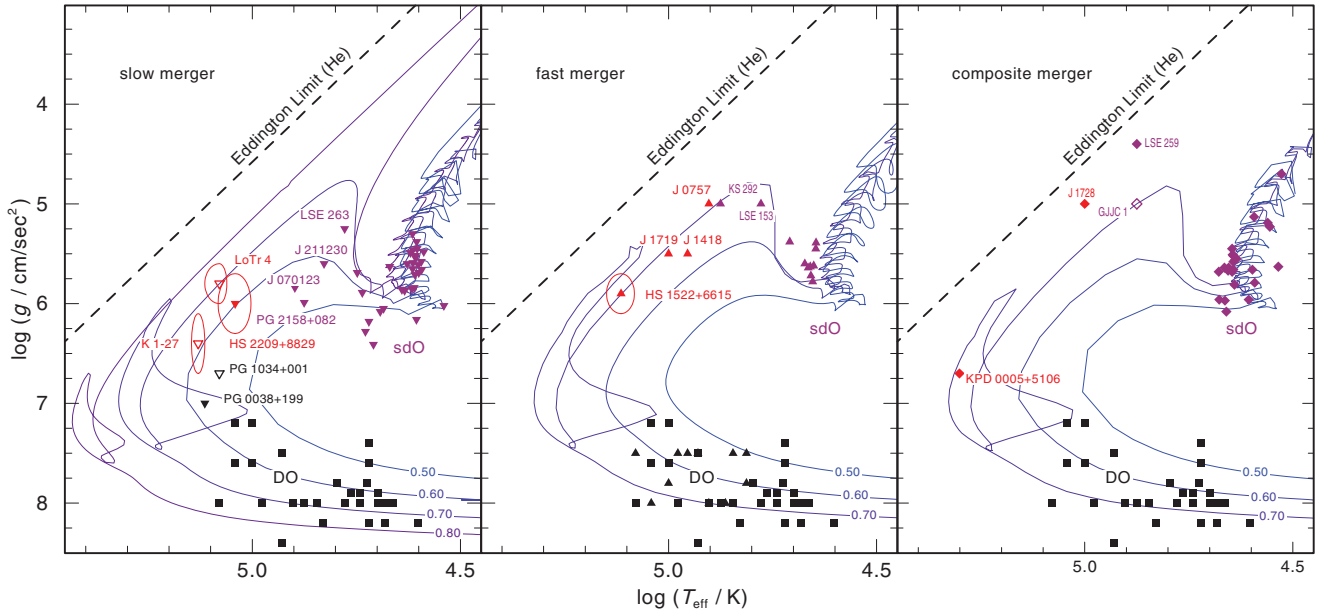 slow merger
Eddington Limit (He)
LSE 263
J 211230
LoTr 4
J 070123
PG 2158+082
K 1-27
HS 2209+8829
sdO
PG 1034+001
PG 0038+199
DO
0.50
0.60
0.70
0.80
fast merger
Eddington Limit (He)
J 0757
KS 292
LSE 153
J 1719 J 1418
HS 1522+6615
sdO
DO
0.50
0.60
0.70
composite merger
Eddington Limit (He)
LSE 259
J 1728
GJJC 1
sdO
KPD 0005+5106
DO
0.50
0.60
0.70
4
5
6
7
8
log (g / cm/sec²)
5.0
4.5
5.0
4.5
5.0
4.5
log (Teff / K)